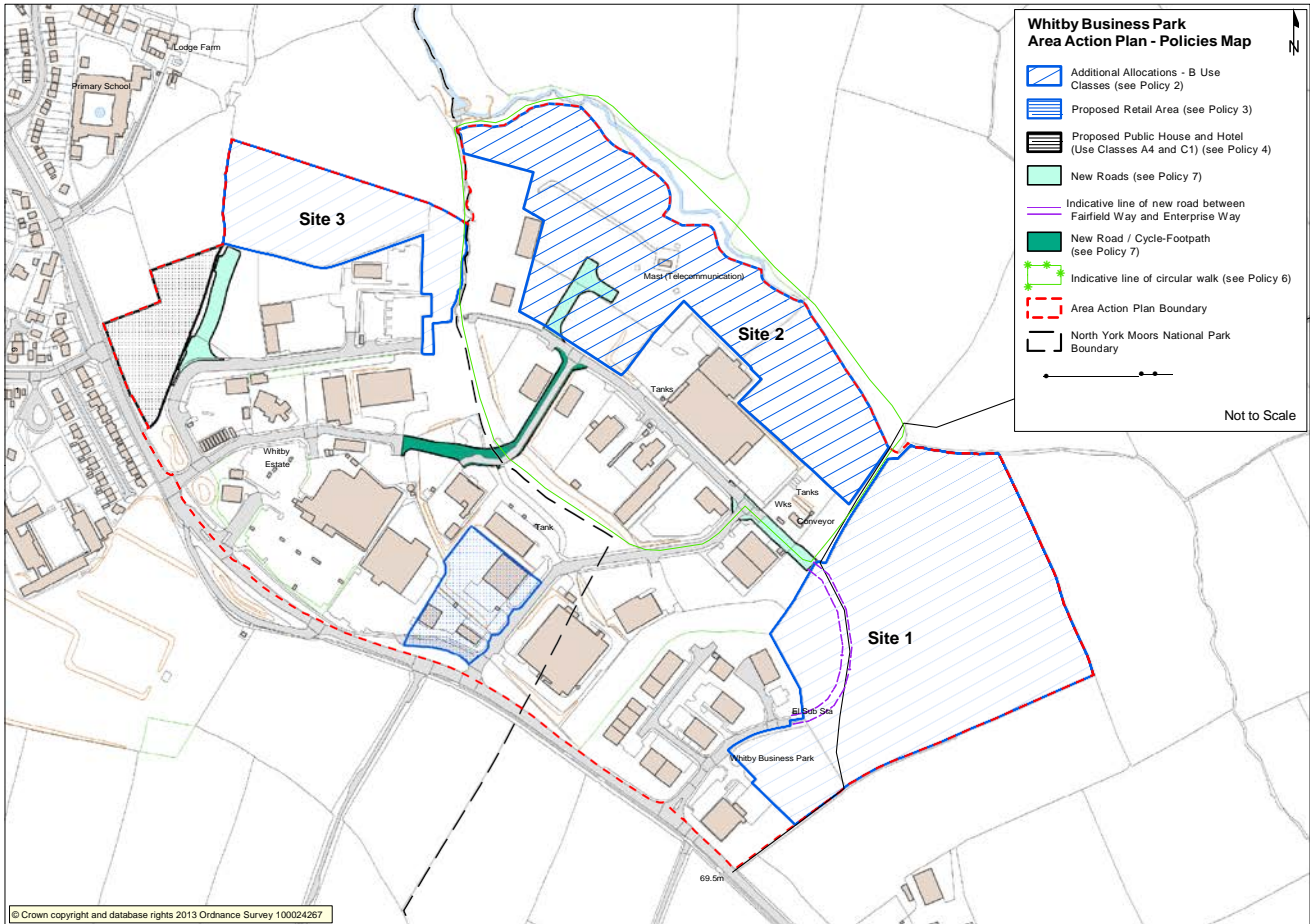 Whitby Business Park
Area Action Plan - Policies Map
N
Additional Allocations - B Use
Classes (see Policy 2)
Proposed Retail Area (see Policy 3)
Proposed Public House and Hotel
(Use Classes A4 and C1) (see Policy 4)
New Roads (see Policy 7)
Indicative line of new road between
Fairfield Way and Enterprise Way
New Road / Cycle-Footpath
(see Policy 7)
Indicative line of circular walk (see Policy 6)
Area Action Plan Boundary
North York Moors National Park
Boundary
Not to Scale
Lodge Farm
Primary School
Site 3
Mast (Telecommunication)
Site 2
Tanks
Whitby
Estate
Tanks
Wks
Conveyor
Tank
Site 1
El Sub Sta
Whitby Business Park
69.5m
© Crown copyright and database rights 2013 Ordnance Survey 100024267